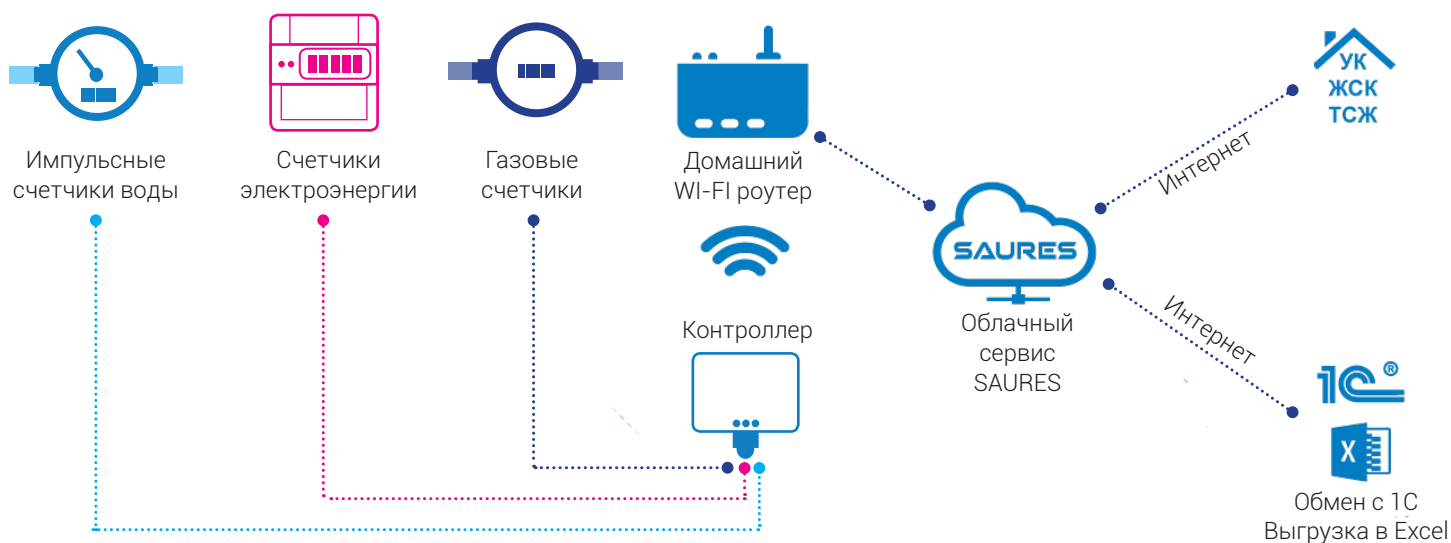 Импульсные
счетчики воды
Счетчики
электроэнергии
Газовые
счетчики
Домашний
WI-FI роутер
Контроллер
SAURES
Облачный
сервис
SAURES
Интернет
УК
ЖСК
ТСЖ
Интернет
1С®
X
Обмен с 1С
Выгрузка в Excel